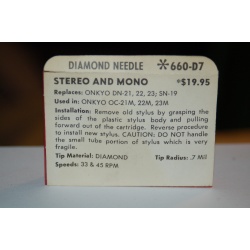 DIAMOND NEEDLE *660-D7
STEREO AND MONO *$19.95
Replaces: ONKYO DN-21, 22, 23; SN-19
Used in: ONKYO OC-21M, 22M, 23M
Installation: Remove old stylus by grasping the
sides of the plastic stylus body and pulling
forward out of the cartridge. Reverse procedure
to install new stylus. CAUTION: DO NOT handle
the small tube portion of stylus which is very
fragile.
Tip Material: DIAMOND Tip Radius: .7 Mil
Speeds: 33 & 45 RPM